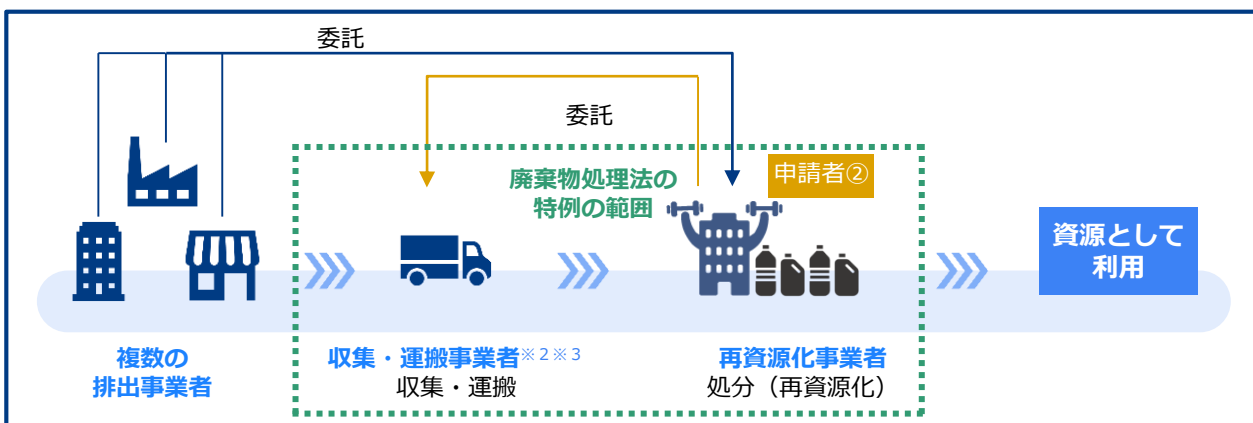 委託
委託
廃棄物処理法の
特例の範囲
申請者②
資源として
利用
複数の
排出事業者
収集・運搬事業者※2※3
収集・運搬
再資源化事業者
処分（再資源化）